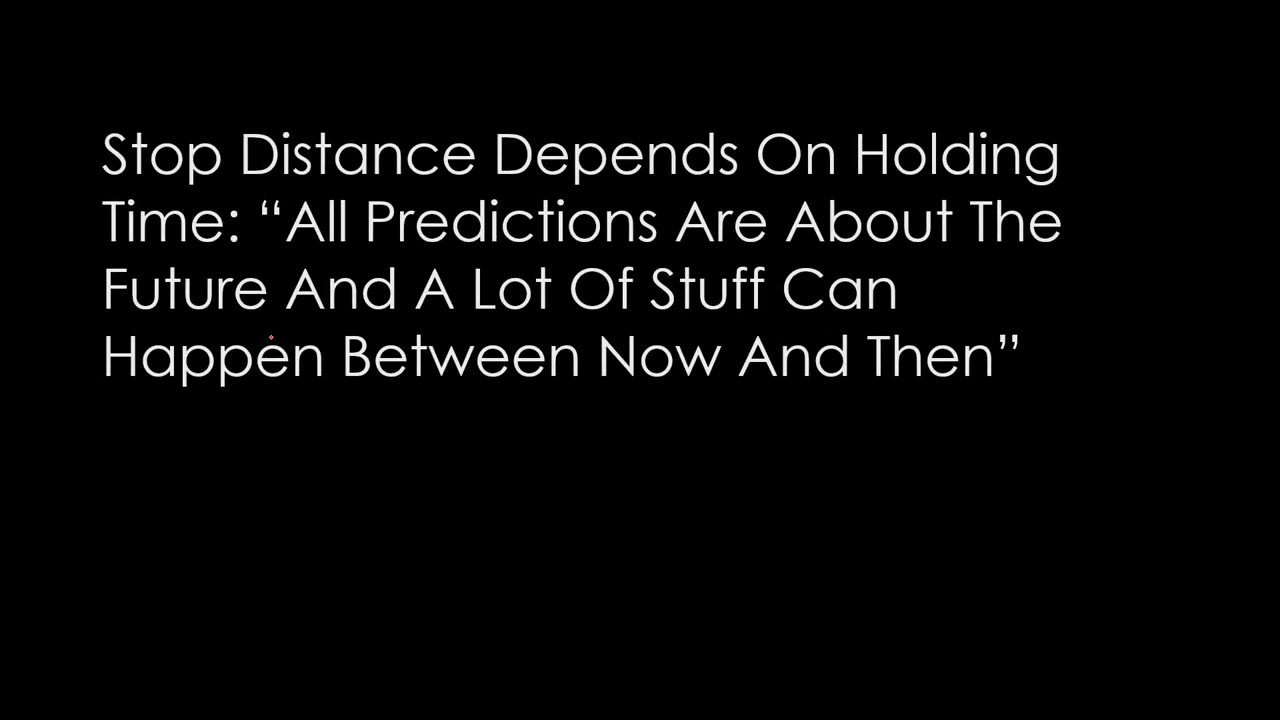 Stop Distance Depends On Holding
Time: “All Predictions Are About The
Future And A Lot Of Stuff Can
Happen Between Now And Then”